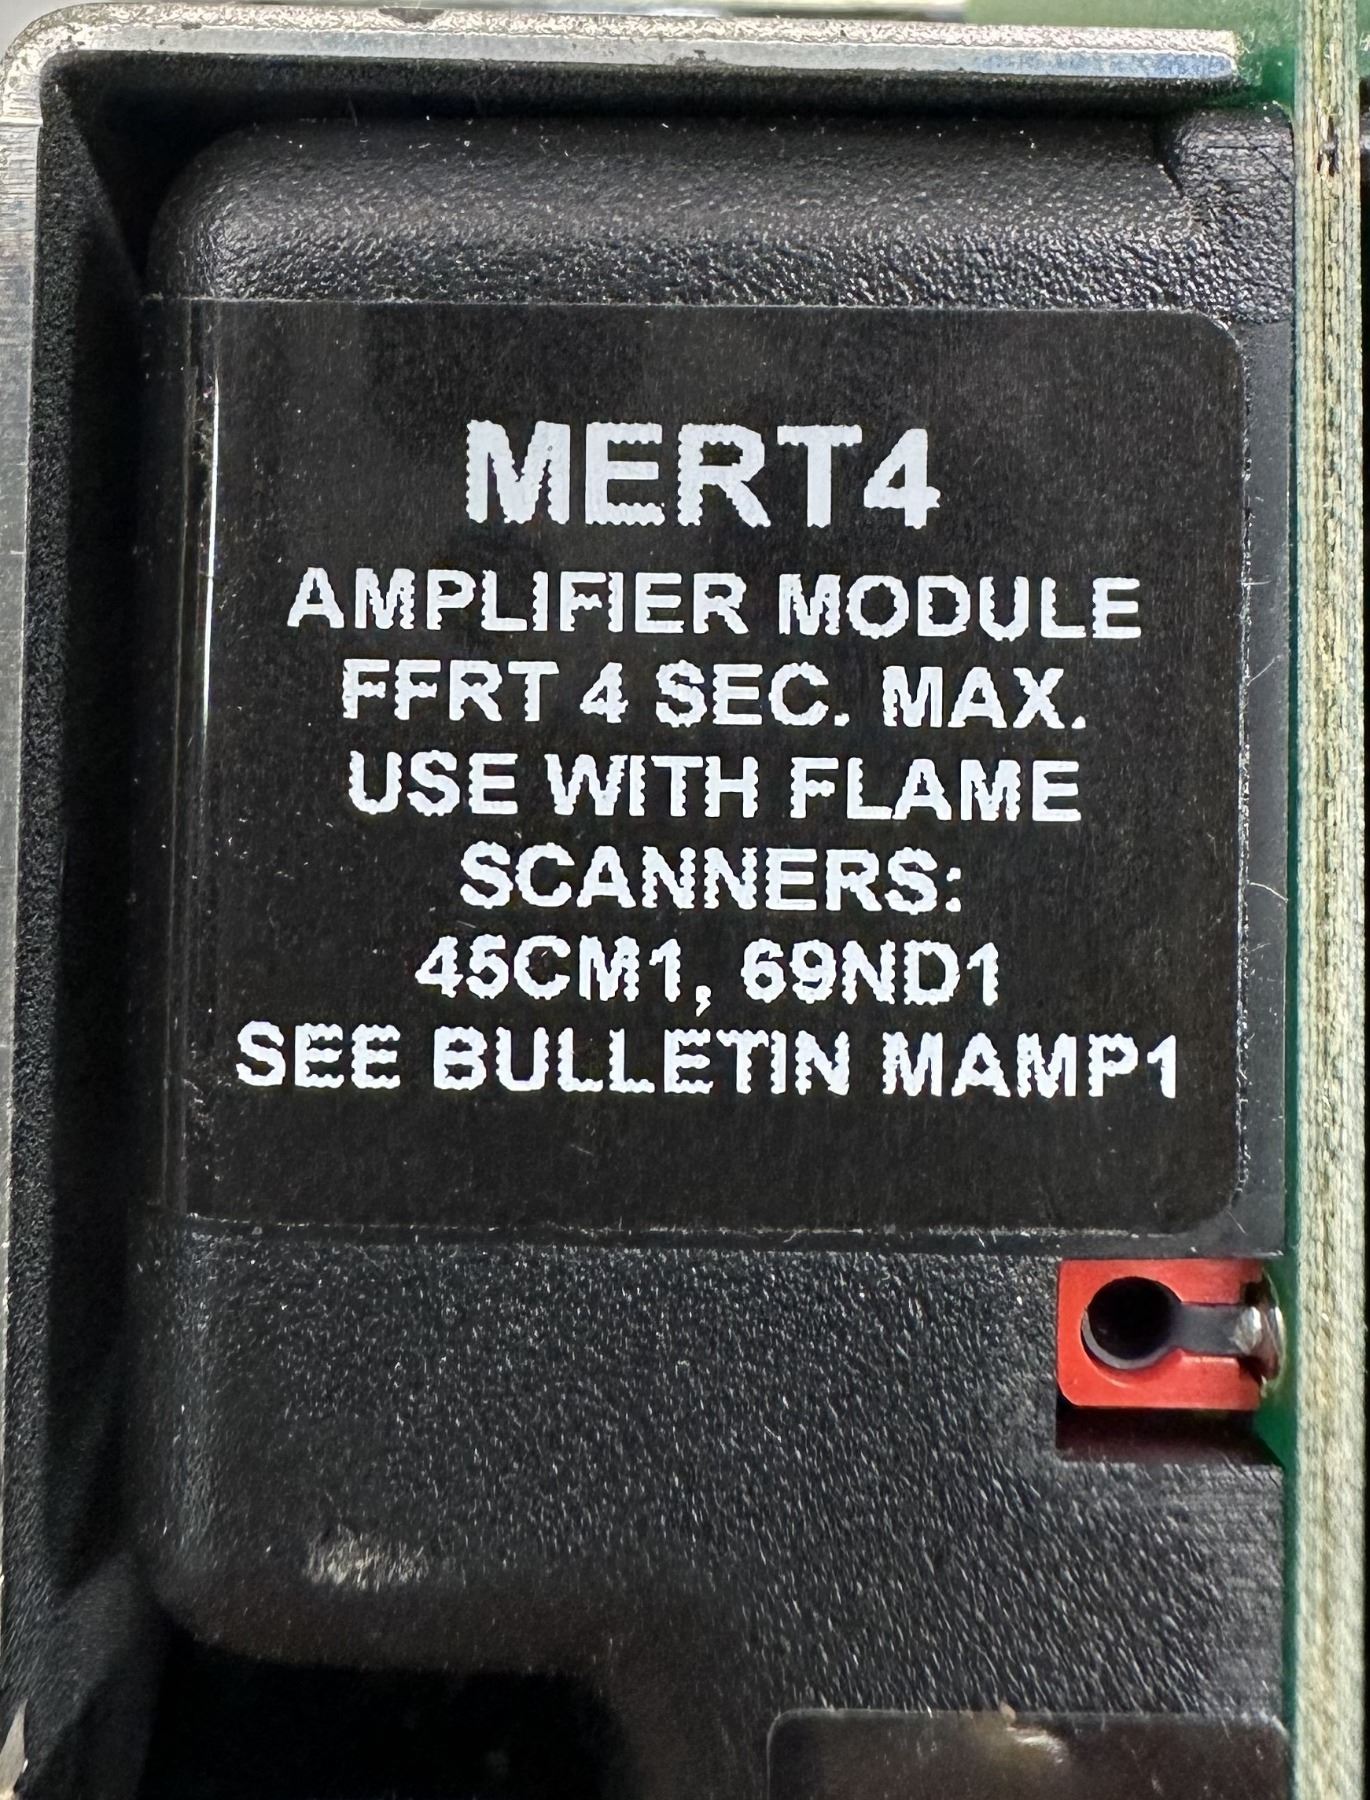 MERT4
AMPLIFIER MODULE
FFRT 4 SEC. MAX.
USE WITH FLAME
SCANNERS:
45CM1, 69ND1
SEE BULLETIN MAMP1